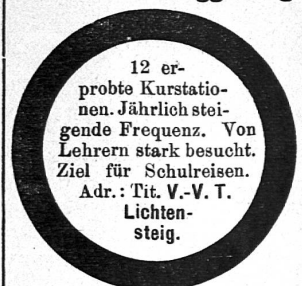 12 er-
probte Kurstatio-
nen. Jährlich stei-
gende Frequenz. Von
Lehrern stark besucht.
Ziel für Schulreisen.
Adr.: Tit. V.-V. T.
Lichten-
steig.